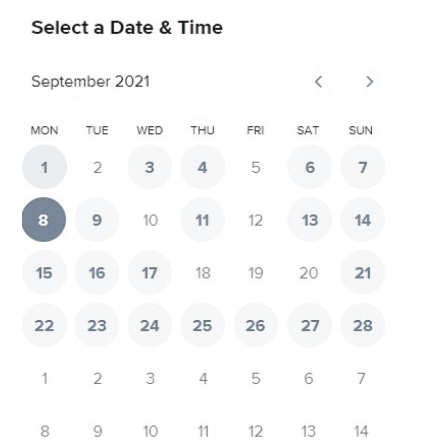 Select a Date & Time
September 2021
MON TUE WED THU FRI SAT SUN
1 2 3 4 5 6 7
8 9 10 11 12 13 14
15 16 17 18 19 20 21
22 23 24 25 26 27 28
1 2 3 4 5 6 7
8 9 10 11 12 13 14